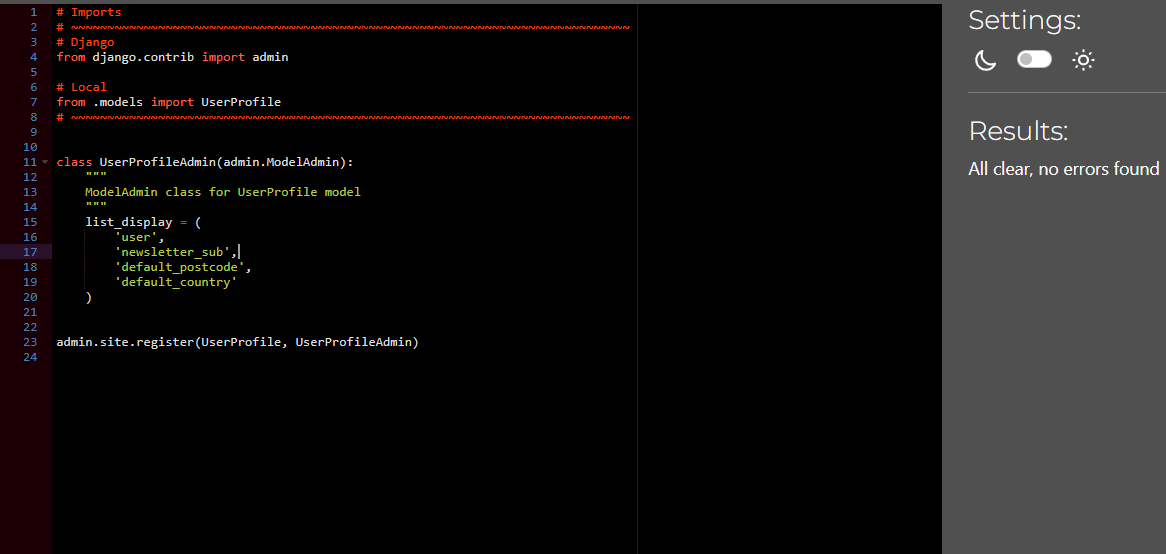 1 # Imports
2 # ~~~~~~~~~~~~~~~~~~~~~~~~~~~~~~~~~~~~~~~~~~~~~~~~~~~~~~~~~~~~~~~~~~~~~~~~~~~~~
3 # Django
4 from django.contrib import admin
5
6 # Local
7 from .models import UserProfile
8 # ~~~~~~~~~~~~~~~~~~~~~~~~~~~~~~~~~~~~~~~~~~~~~~~~~~~~~~~~~~~~~~~~~~~~~~~~~~~~~
9
10
11 class UserProfileAdmin(admin.ModelAdmin):
12     """
13     ModelAdmin class for UserProfile model
14     """
15     list_display = (
16         'user',
17         'newsletter_sub',
18         'default_postcode',
19         'default_country'
20     )
21
22
23 admin.site.register(UserProfile, UserProfileAdmin)
24
Settings:
Results:
All clear, no errors found